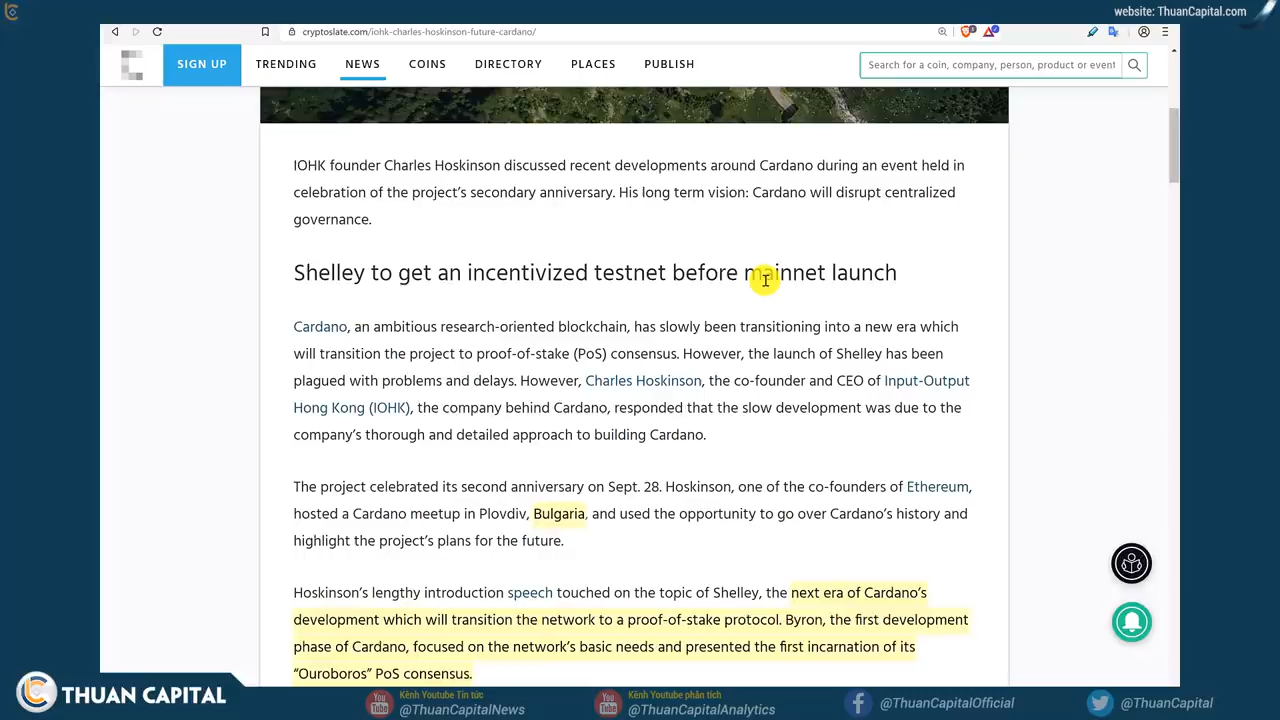 website: ThuanCapital.com
cryptoslate.com/iohk-charles-hoskinson-future-cardano/
SIGN UP TRENDING NEWS COINS DIRECTORY PLACES PUBLISH
Search for a coin, company, person, product or event
IOHK founder Charles Hoskinson discussed recent developments around Cardano during an event held in
celebration of the project's secondary anniversary. His long term vision: Cardano will disrupt centralized
governance.
Shelley to get an incentivized testnet before mainnet launch
Cardano, an ambitious research-oriented blockchain, has slowly been transitioning into a new era which
will transition the project to proof-of-stake (PoS) consensus. However, the launch of Shelley has been
plagued with problems and delays. However, Charles Hoskinson, the co-founder and CEO of Input-Output
Hong Kong (IOHK), the company behind Cardano, responded that the slow development was due to the
company's thorough and detailed approach to building Cardano.
The project celebrated its second anniversary on Sept. 28. Hoskinson, one of the co-founders of Ethereum,
hosted a Cardano meetup in Plovdiv, Bulgaria, and used the opportunity to go over Cardano's history and
highlight the project's plans for the future.
Hoskinson's lengthy introduction speech touched on the topic of Shelley, the next era of Cardano's
development which will transition the network to a proof-of-stake protocol. Byron, the first development
phase of Cardano, focused on the network's basic needs and presented the first incarnation of its
"Ouroboros" PoS consensus.
THUAN CAPITAL
Kênh Youtube Tin tức
@ThuanCapitalNews
Kênh Youtube phân tích
@ThuanCapitalAnalytics
@ThuanCapitalOfficial
@ThuanCapital